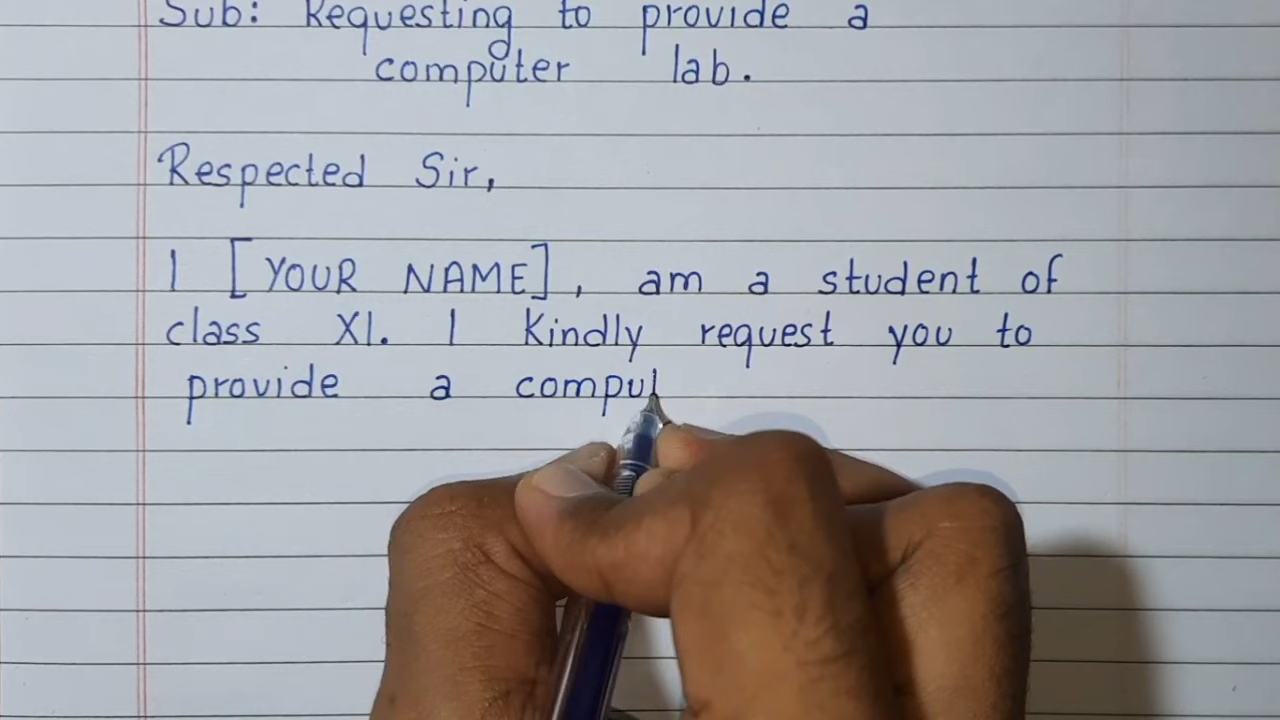 Sub: Requesting to provide a
computer lab.
Respected Sir,
I [YOUR NAME], am a student of
class XI. I Kindly request you to
provide a compu